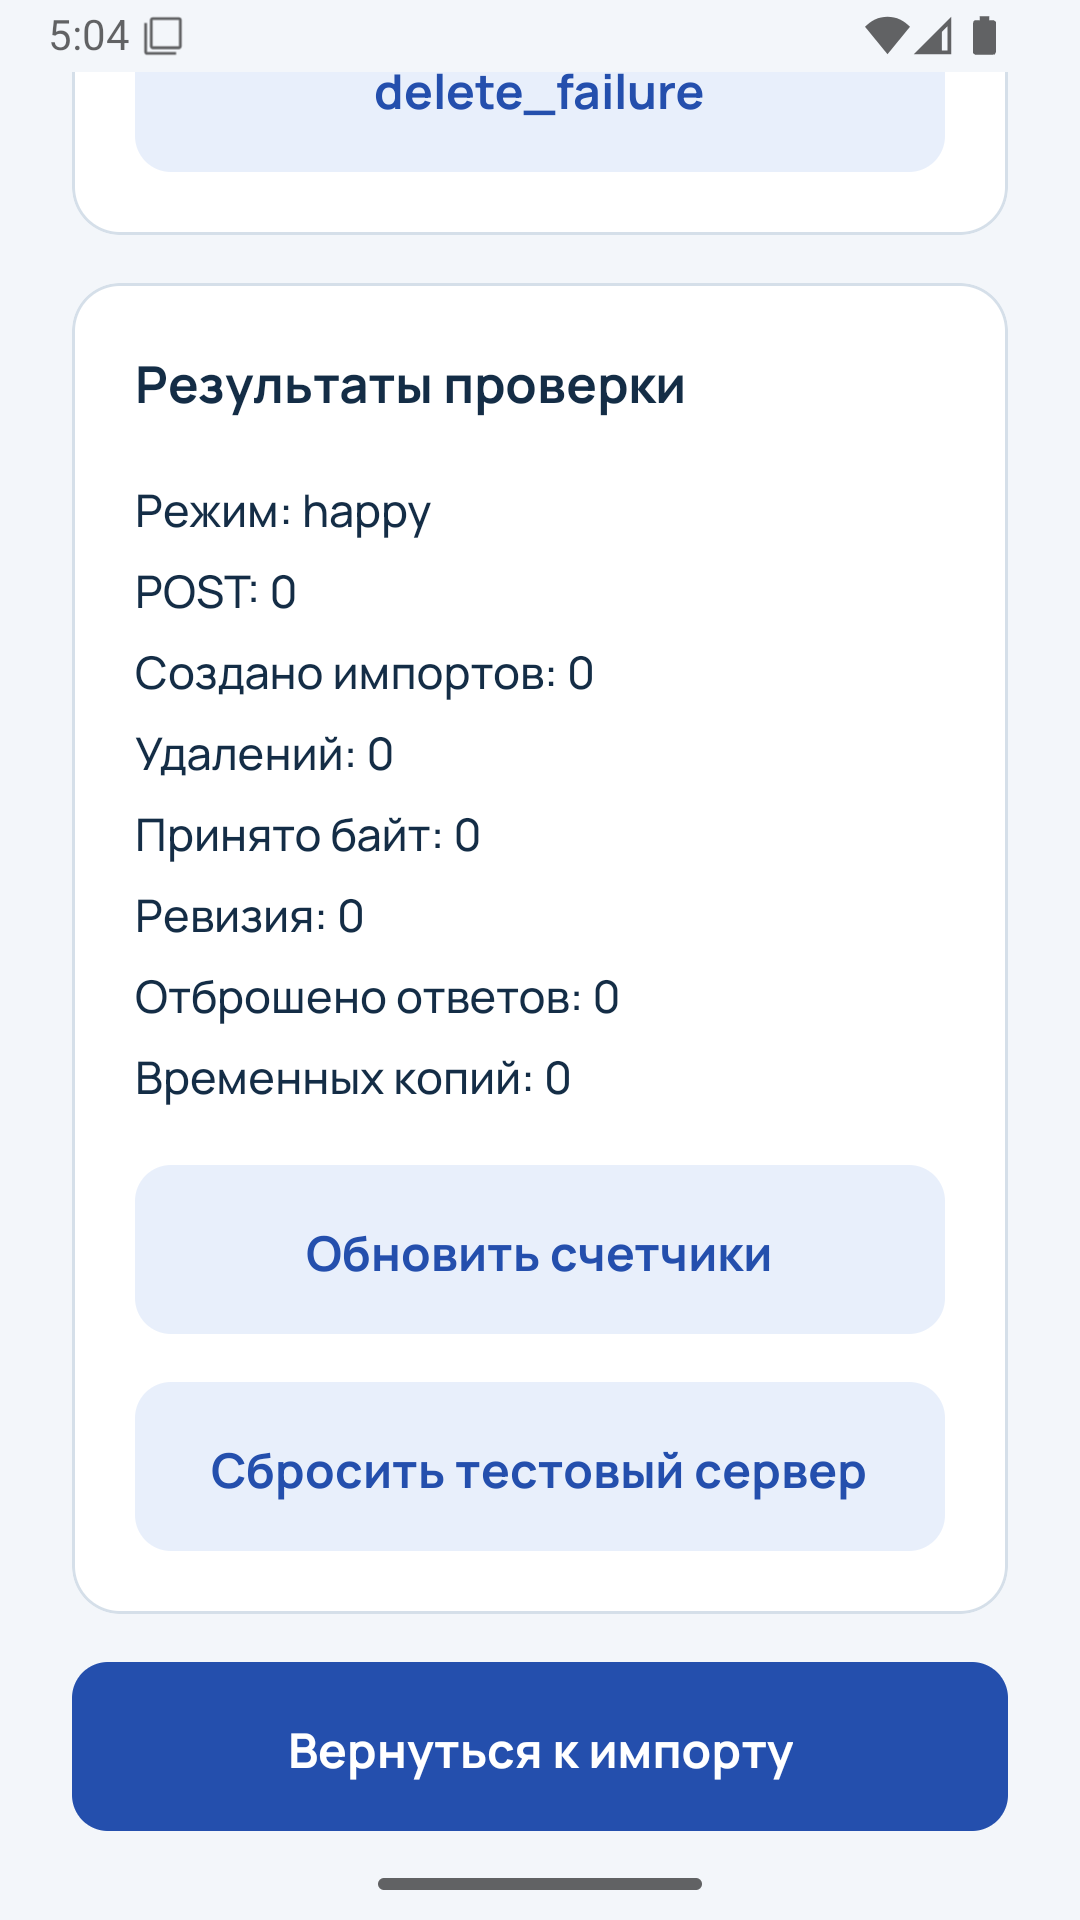 5:04
delete_failure
Результаты проверки
Режим: happy
POST: 0
Создано импортов: 0
Удалений: 0
Принято байт: 0
Ревизия: 0
Отброшено ответов: 0
Временных копий: 0
Обновить счетчики
Сбросить тестовый сервер
Вернуться к импорту